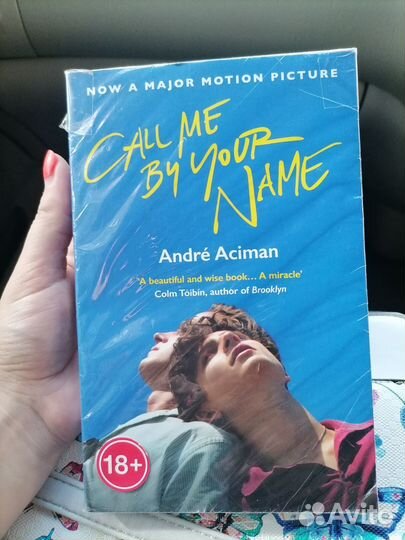 NOW A MAJOR MOTION PICTURE
CALL ME
BY YOUR
NAME
André Aciman
‘A beautiful and wise book... A miracle’
Colm Tóibín, author of Brooklyn
18+
Avito